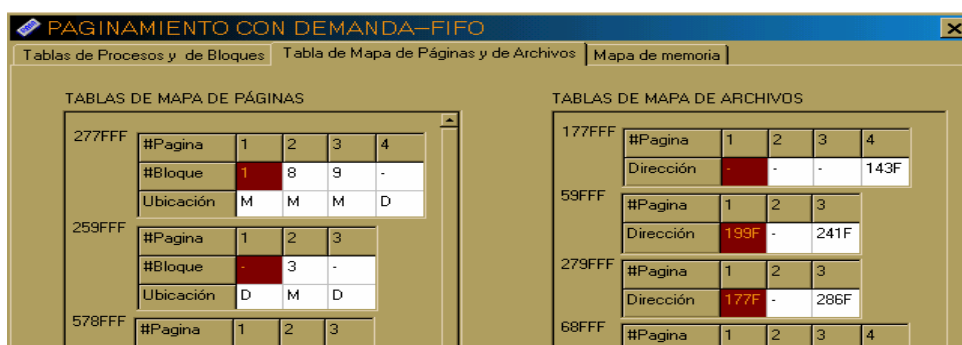 PAGINAMIENTO CON DEMANDA—FIFO
Tablas de Procesos y de Bloques Tabla de Mapa de Páginas y de Archivos Mapa de memoria
TABLAS DE MAPA DE PÁGINAS
277FFF
#Pagina 1 2 3 4
#Bloque 1 8 9 -
Ubicación M M M D
259FFF
#Pagina 1 2 3
#Bloque - 3 -
Ubicación D M D
578FFF
#Pagina 1 2 3
TABLAS DE MAPA DE ARCHIVOS
177FFF
#Pagina 1 2 3 4
Dirección - - - 143F
59FFF
#Pagina 1 2 3
Dirección 199F - 241F
279FFF
#Pagina 1 2 3
Dirección 177F - 286F
68FFF
#Pagina 1 2 3 4